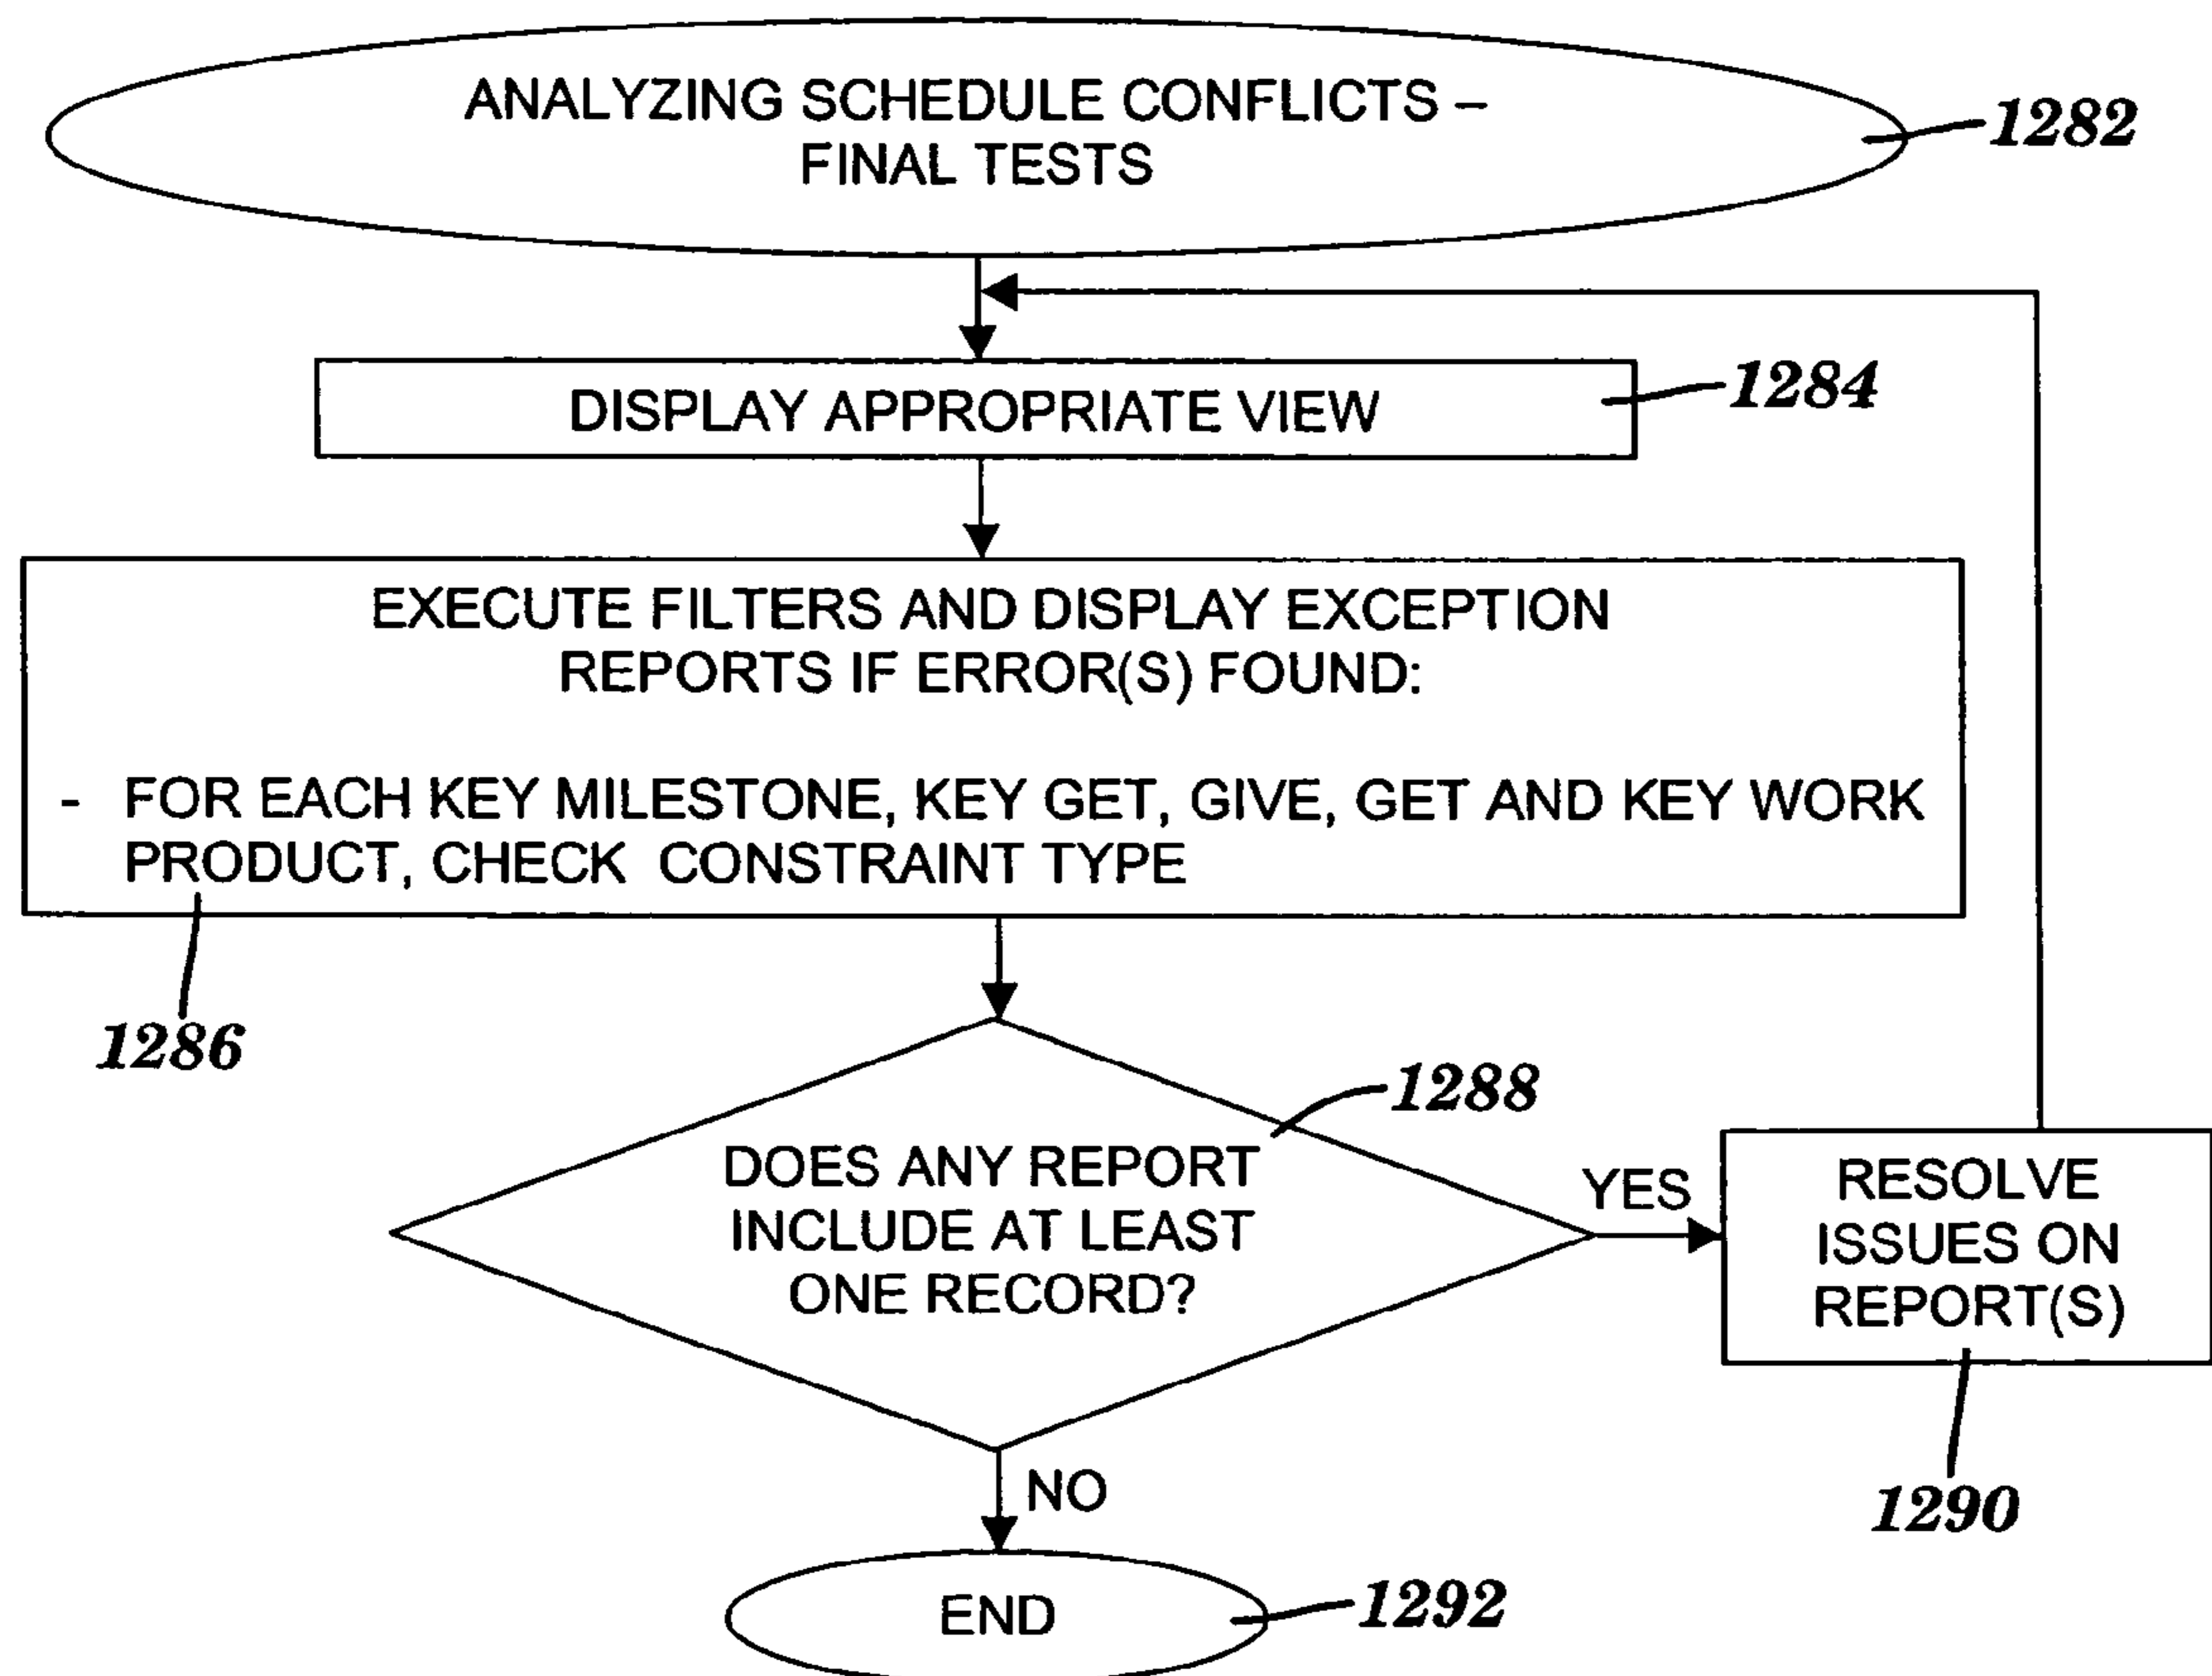 ANALYZING SCHEDULE CONFLICTS –
FINAL TESTS
1282
DISPLAY APPROPRIATE VIEW
1284
EXECUTE FILTERS AND DISPLAY EXCEPTION
REPORTS IF ERROR(S) FOUND:
- FOR EACH KEY MILESTONE, KEY GET, GIVE, GET AND KEY WORK
PRODUCT, CHECK CONSTRAINT TYPE
1286
1288
DOES ANY REPORT
INCLUDE AT LEAST
ONE RECORD?
YES
RESOLVE
ISSUES ON
REPORT(S)
1290
NO
END
1292